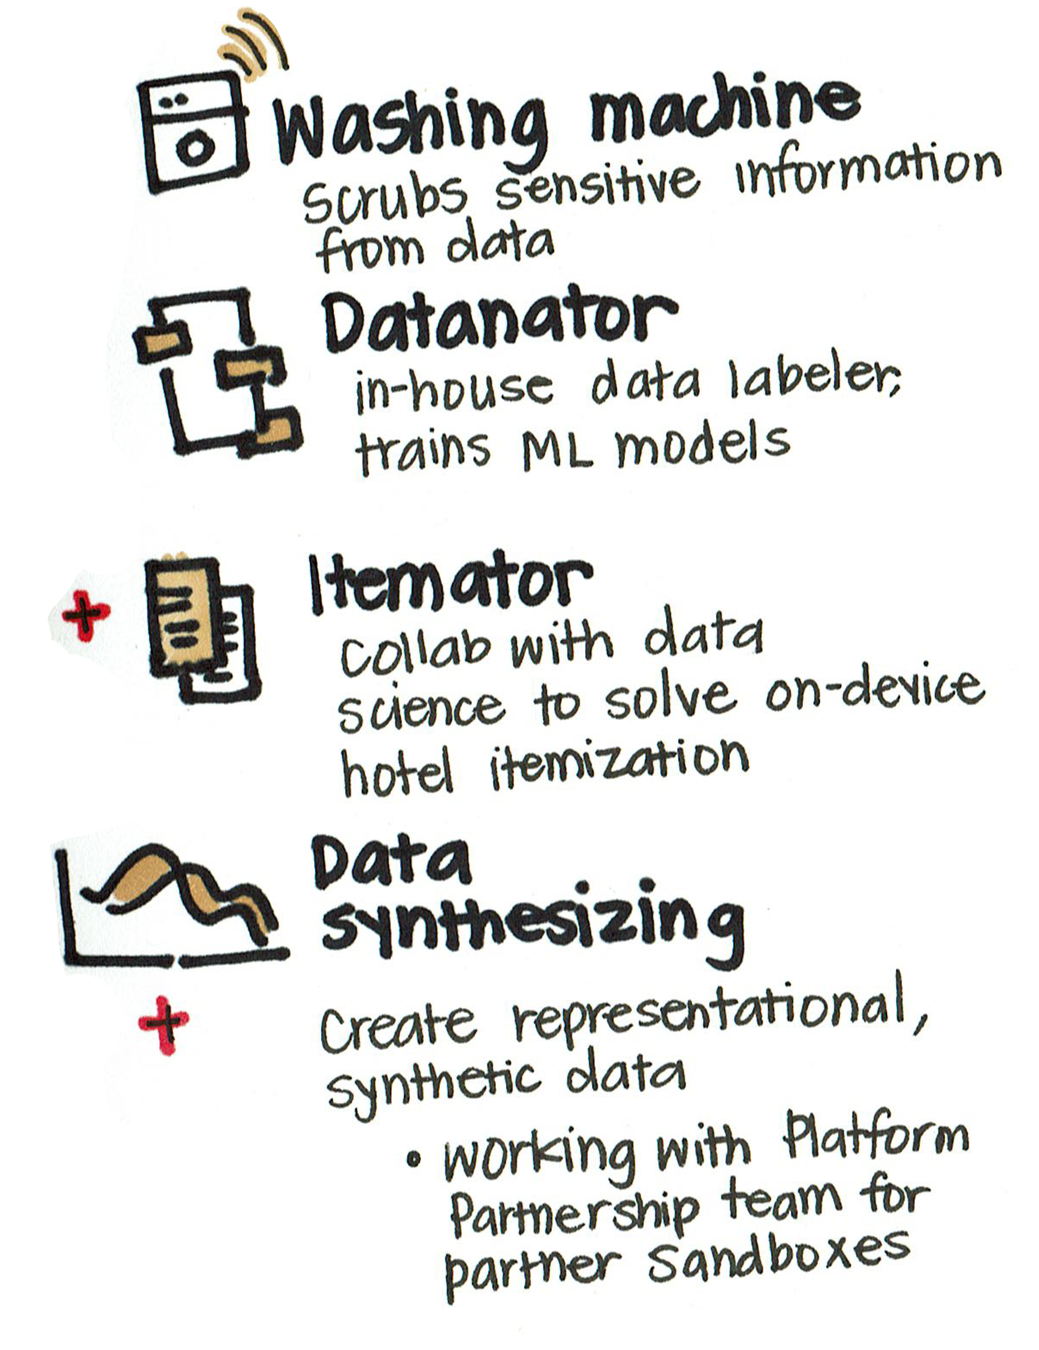 Washing machine
scrubs sensitive information
from data
Datanator
in-house data labeler;
trains ML models
+
Itemator
collab with data
science to solve on-device
hotel itemization
Data
synthesizing
+
Create representational,
synthetic data
• working with Platform
Partnership team for
partner sandboxes